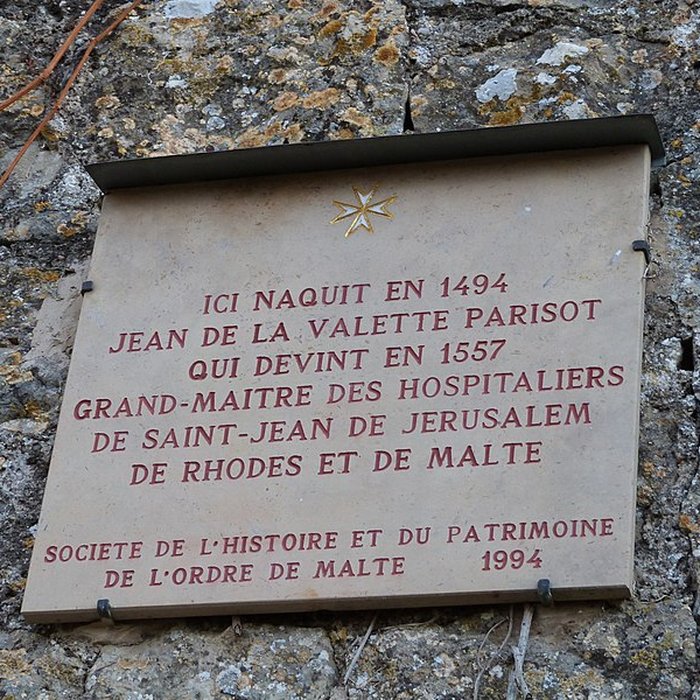 ICI NAQUIT EN 1494
JEAN DE LA VALETTE PARISOT
QUI DEVINT EN 1557
GRAND-MAITRE DES HOSPITALIERS
DE SAINT-JEAN DE JERUSALEM
DE RHODES ET DE MALTE
SOCIETE DE L'HISTOIRE ET DU PATRIMOINE
DE L'ORDRE DE MALTE 1994